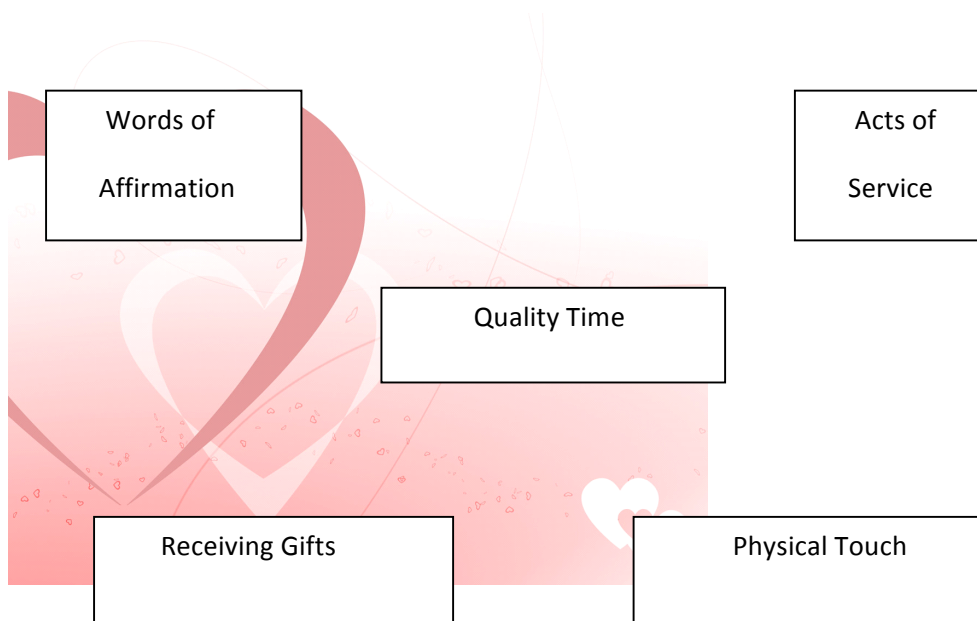 Words of
Affirmation
Acts of
Service
Quality Time
Receiving Gifts
Physical Touch